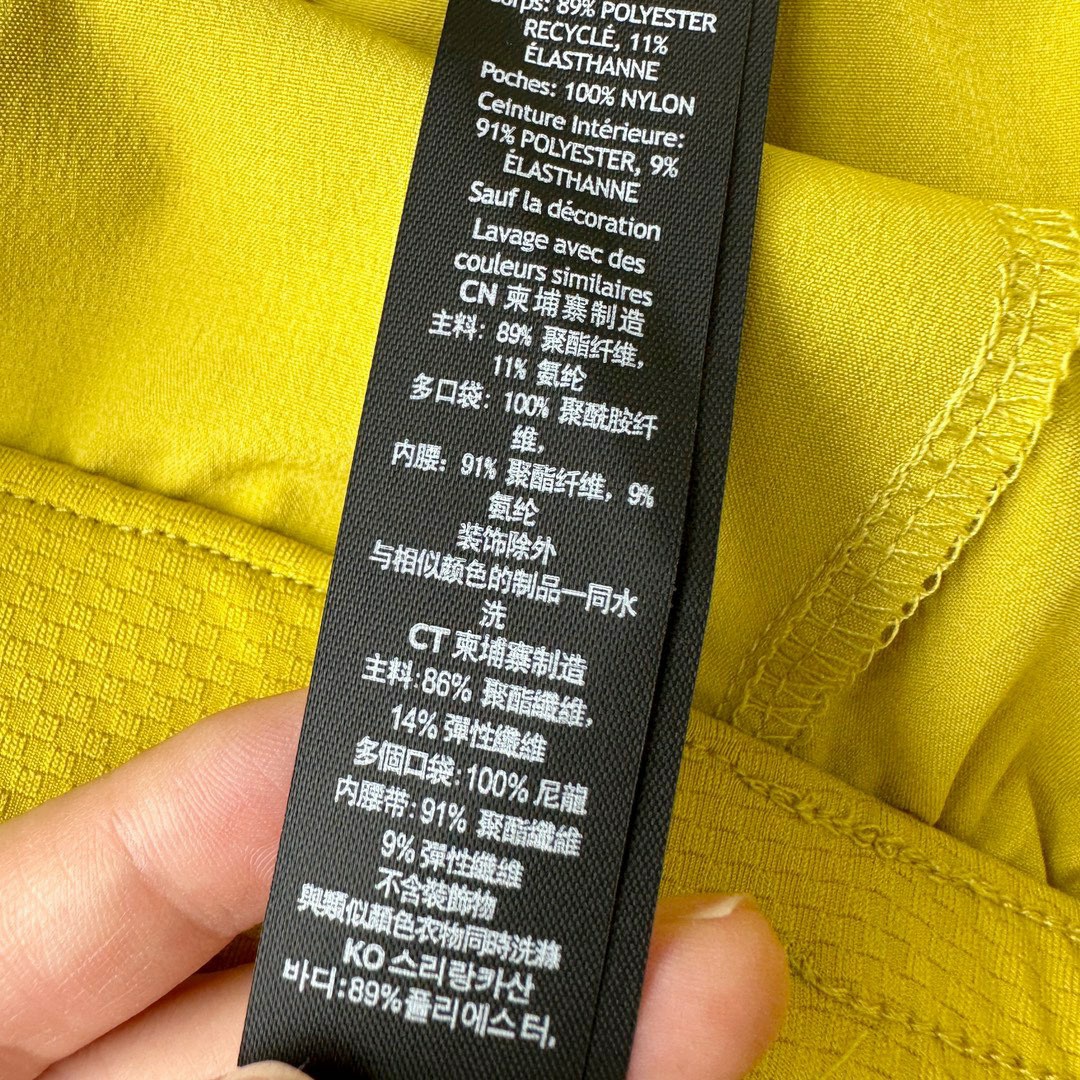 Corps: 89% POLYESTER
RECYCLÉ, 11%
ÉLASTHANNE
Poches: 100% NYLON
Ceinture Intérieure:
91% POLYESTER, 9%
ÉLASTHANNE
Sauf la décoration
Lavage avec des
couleurs similaires
CN 柬埔寨制造
主料: 89% 聚酯纤维,
11% 氨纶
多口袋: 100% 聚酰胺纤
维,
内腰: 91% 聚酯纤维, 9%
氨纶
装饰除外
与相似颜色的制品一同水
洗
CT 柬埔寨制造
主料:86% 聚酯纖維,
14% 彈性纖維
多個口袋:100% 尼龍
內腰带:91% 聚酯纖維
9% 彈性纖維
不含裝飾物
與類似顏色衣物同時洗滌
KO 스리랑카산
바디:89% 폴리에스터,